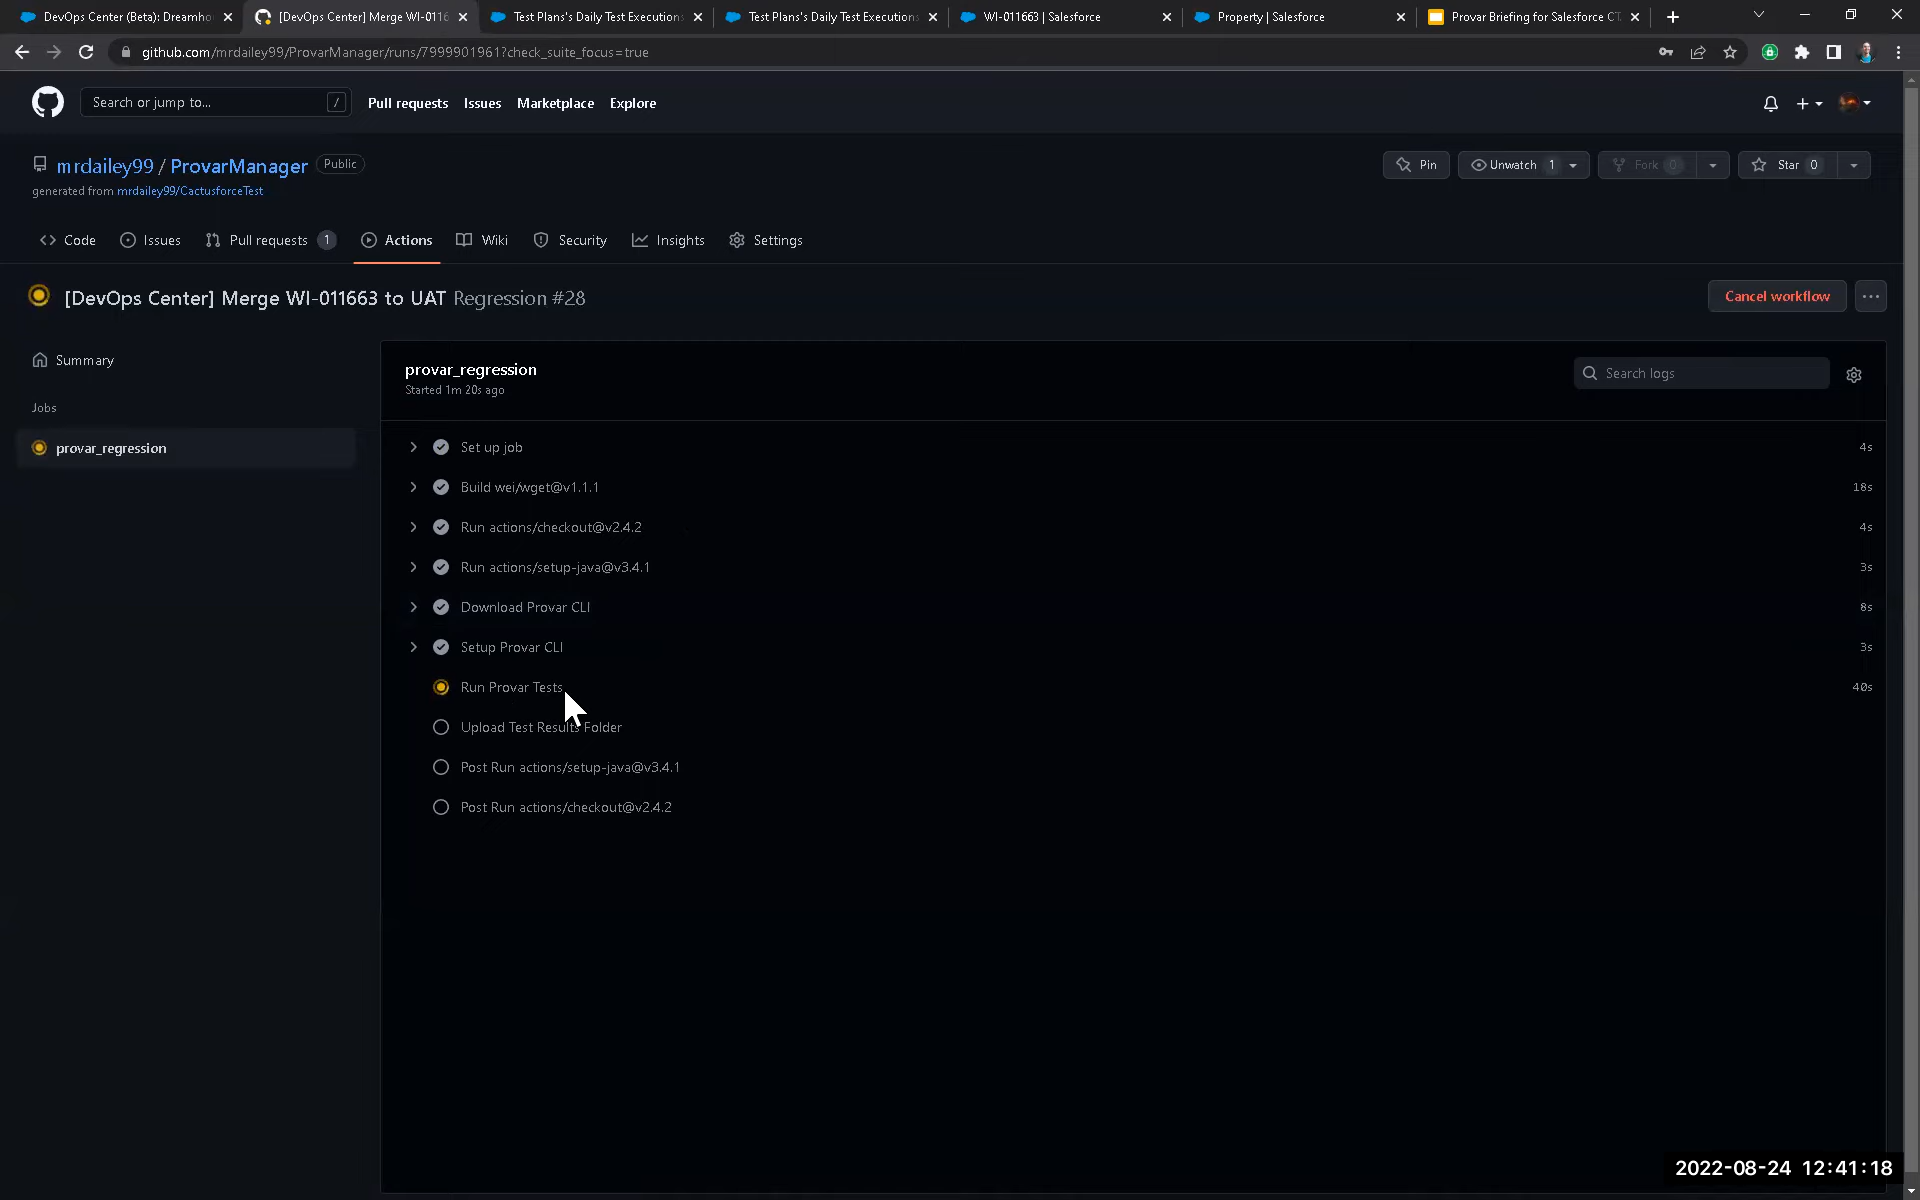 DevOps Center (Beta): Dreamho
[DevOps Center] Merge WI-0116
Test Plans's Daily Test Executions
Test Plans's Daily Test Executions
WI-011663 | Salesforce
Property | Salesforce
Provar Briefing for Salesforce CT
github.com/mrdailey99/ProvarManager/runs/7999901961?check_suite_focus=true
Search or jump to...
/
Pull requests
Issues
Marketplace
Explore
mrdailey99 / ProvarManager
Public
Pin
Unwatch 1
Fork 0
Star 0
generated from mrdailey99/CactusforceTest
Code
Issues
Pull requests 1
Actions
Wiki
Security
Insights
Settings
[DevOps Center] Merge WI-011663 to UAT Regression #28
Cancel workflow
Summary
Jobs
provar_regression
provar_regression
Started 1m 20s ago
Search logs
Set up job 4s
Build wei/wget@v1.1.1 18s
Run actions/checkout@v2.4.2 4s
Run actions/setup-java@v3.4.1 3s
Download Provar CLI 8s
Setup Provar CLI 3s
Run Provar Tests 40s
Upload Test Results Folder
Post Run actions/setup-java@v3.4.1
Post Run actions/checkout@v2.4.2
2022-08-24 12:41:18